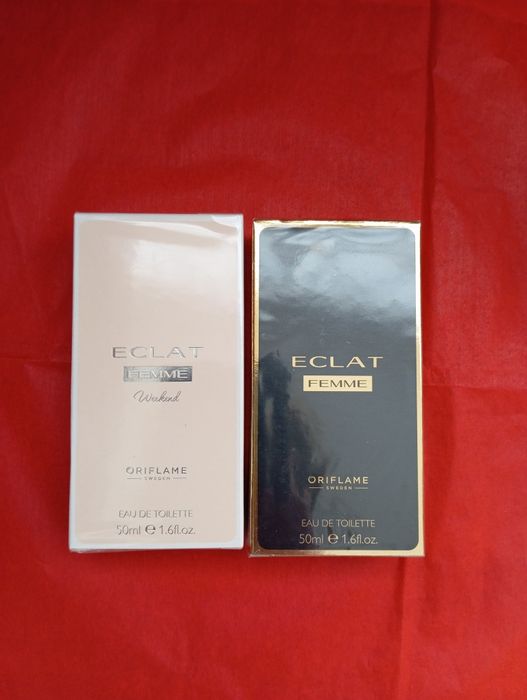 ECLAT
FEMME
Weekend
ORIFLAME
SWEDEN
EAU DE TOILETTE
50ml ℮ 1.6fl.oz.
ECLAT
FEMME
ORIFLAME
SWEDEN
EAU DE TOILETTE
50ml ℮ 1.6fl.oz.